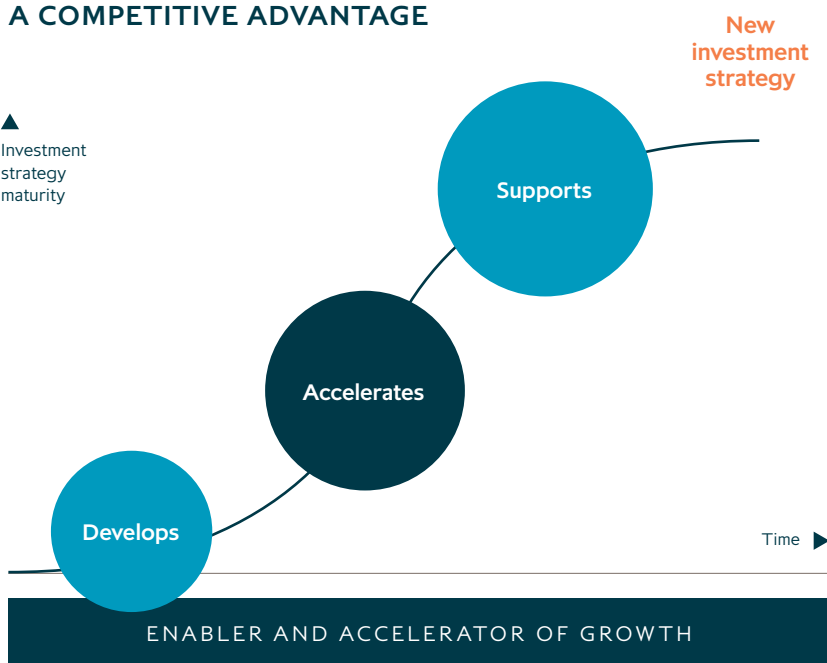 A COMPETITIVE ADVANTAGE
New
investment
strategy
Investment
strategy
maturity
Supports
Accelerates
Develops
Time
ENABLER AND ACCELERATOR OF GROWTH